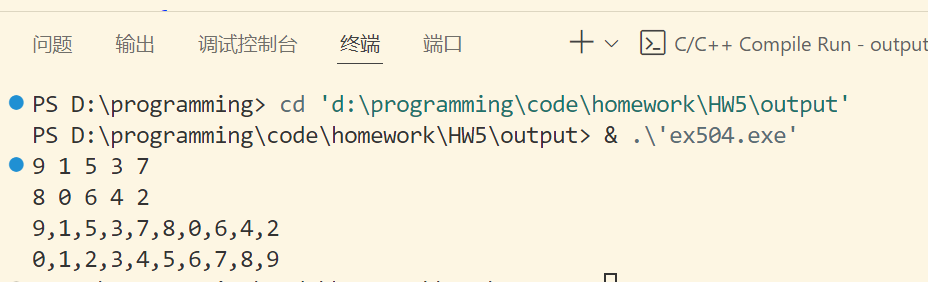 问题 输出 调试控制台 终端 端口 C/C++ Compile Run - output
PS D:\programming> cd 'd:\programming\code\homework\HW5\output'
PS D:\programming\code\homework\HW5\output> & .\'ex504.exe'
9 1 5 3 7
8 0 6 4 2
9,1,5,3,7,8,0,6,4,2
0,1,2,3,4,5,6,7,8,9